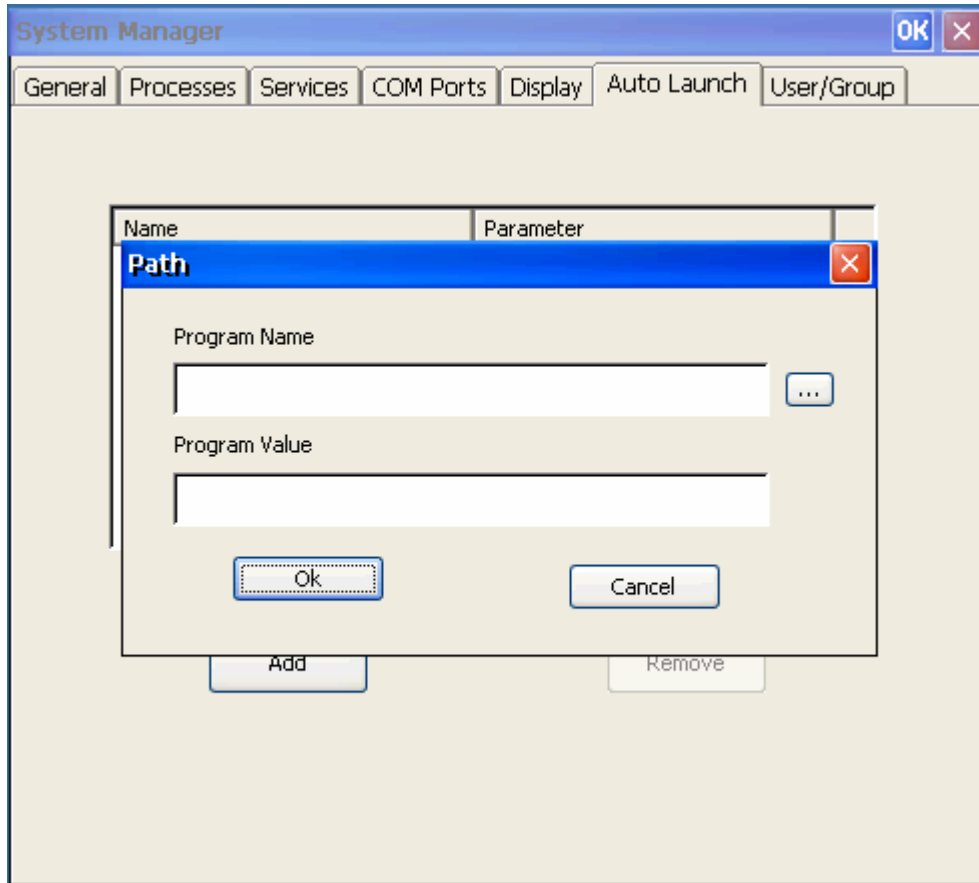 System Manager OK
General Processes Services COM Ports Display Auto Launch User/Group
Name Parameter
Path
Program Name
...
Program Value
Ok Cancel
Add Remove